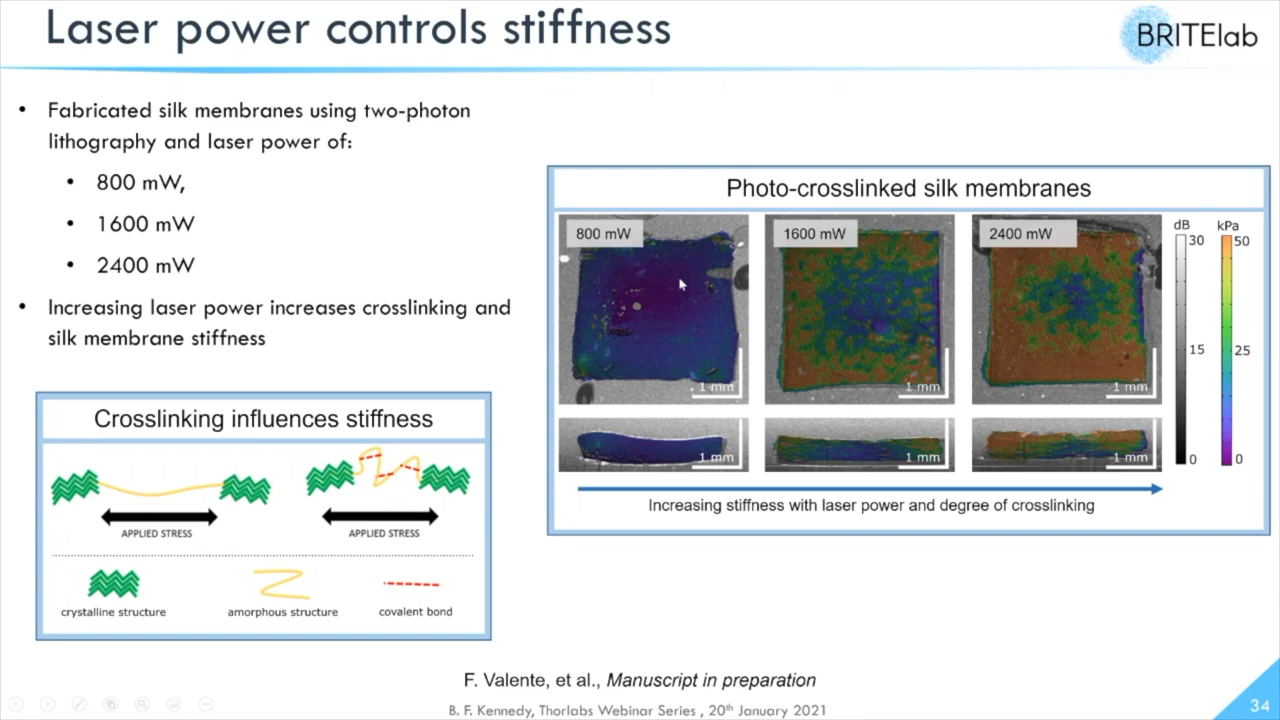 Laser power controls stiffness
BRITElab
• Fabricated silk membranes using two-photon
lithography and laser power of:
• 800 mW,
• 1600 mW
• 2400 mW
• Increasing laser power increases crosslinking and
silk membrane stiffness
Crosslinking influences stiffness
APPLIED STRESS
APPLIED STRESS
crystalline structure
amorphous structure
covalent bond
Photo-crosslinked silk membranes
800 mW
1600 mW
2400 mW
1 mm
1 mm
1 mm
1 mm
1 mm
1 mm
dB
30
15
0
kPa
50
25
0
Increasing stiffness with laser power and degree of crosslinking
F. Valente, et al., Manuscript in preparation
B. F. Kennedy, Thorlabs Webinar Series , 20th January 2021
34